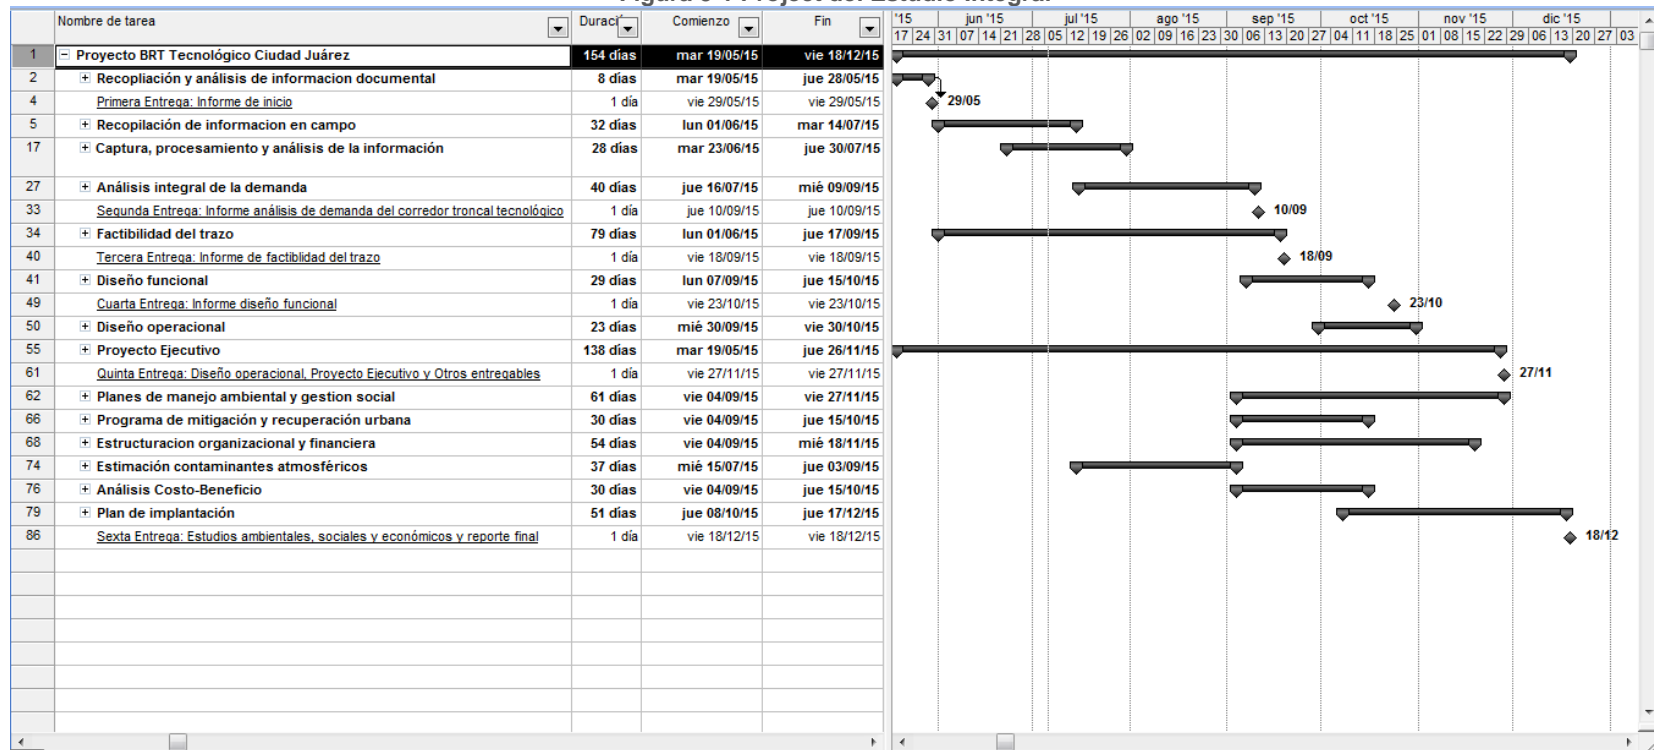 Figura 3-1 Project del Estudio Integral
Nombre de tarea Duració Comienzo Fin '15 jun '15 jul '15 ago '15 sep '15 oct '15 nov '15 dic '15
17 24 31 07 14 21 28 05 12 19 26 02 09 16 23 30 06 13 20 27 04 11 18 25 01 08 15 22 29 06 13 20 27 03
1 Proyecto BRT Tecnológico Ciudad Juárez 154 días mar 19/05/15 vie 18/12/15
2 Recopliación y análisis de informacion documental 8 días mar 19/05/15 jue 28/05/15
4 Primera Entrega: Informe de inicio 1 día vie 29/05/15 vie 29/05/15 29/05
5 Recopilación de informacion en campo 32 días lun 01/06/15 mar 14/07/15
17 Captura, procesamiento y análisis de la información 28 días mar 23/06/15 jue 30/07/15
27 Análisis integral de la demanda 40 días jue 16/07/15 mié 09/09/15
33 Segunda Entrega: Informe análisis de demanda del corredor troncal tecnológico 1 día jue 10/09/15 jue 10/09/15 10/09
34 Factibilidad del trazo 79 días lun 01/06/15 jue 17/09/15
40 Tercera Entrega: Informe de factiblidad del trazo 1 día vie 18/09/15 vie 18/09/15 18/09
41 Diseño funcional 29 días lun 07/09/15 jue 15/10/15
49 Cuarta Entrega: Informe diseño funcional 1 día vie 23/10/15 vie 23/10/15 23/10
50 Diseño operacional 23 días mié 30/09/15 vie 30/10/15
55 Proyecto Ejecutivo 138 días mar 19/05/15 jue 26/11/15
61 Quinta Entrega: Diseño operacional, Proyecto Ejecutivo y Otros entregables 1 día vie 27/11/15 vie 27/11/15 27/11
62 Planes de manejo ambiental y gestion social 61 días vie 04/09/15 vie 27/11/15
66 Programa de mitigación y recuperación urbana 30 días vie 04/09/15 jue 15/10/15
68 Estructuracion organizacional y financiera 54 días vie 04/09/15 mié 18/11/15
74 Estimación contaminantes atmosféricos 37 días mié 15/07/15 jue 03/09/15
76 Análisis Costo-Beneficio 30 días vie 04/09/15 jue 15/10/15
79 Plan de implantación 51 días jue 08/10/15 jue 17/12/15
86 Sexta Entrega: Estudios ambientales, sociales y económicos y reporte final 1 día vie 18/12/15 vie 18/12/15 18/12